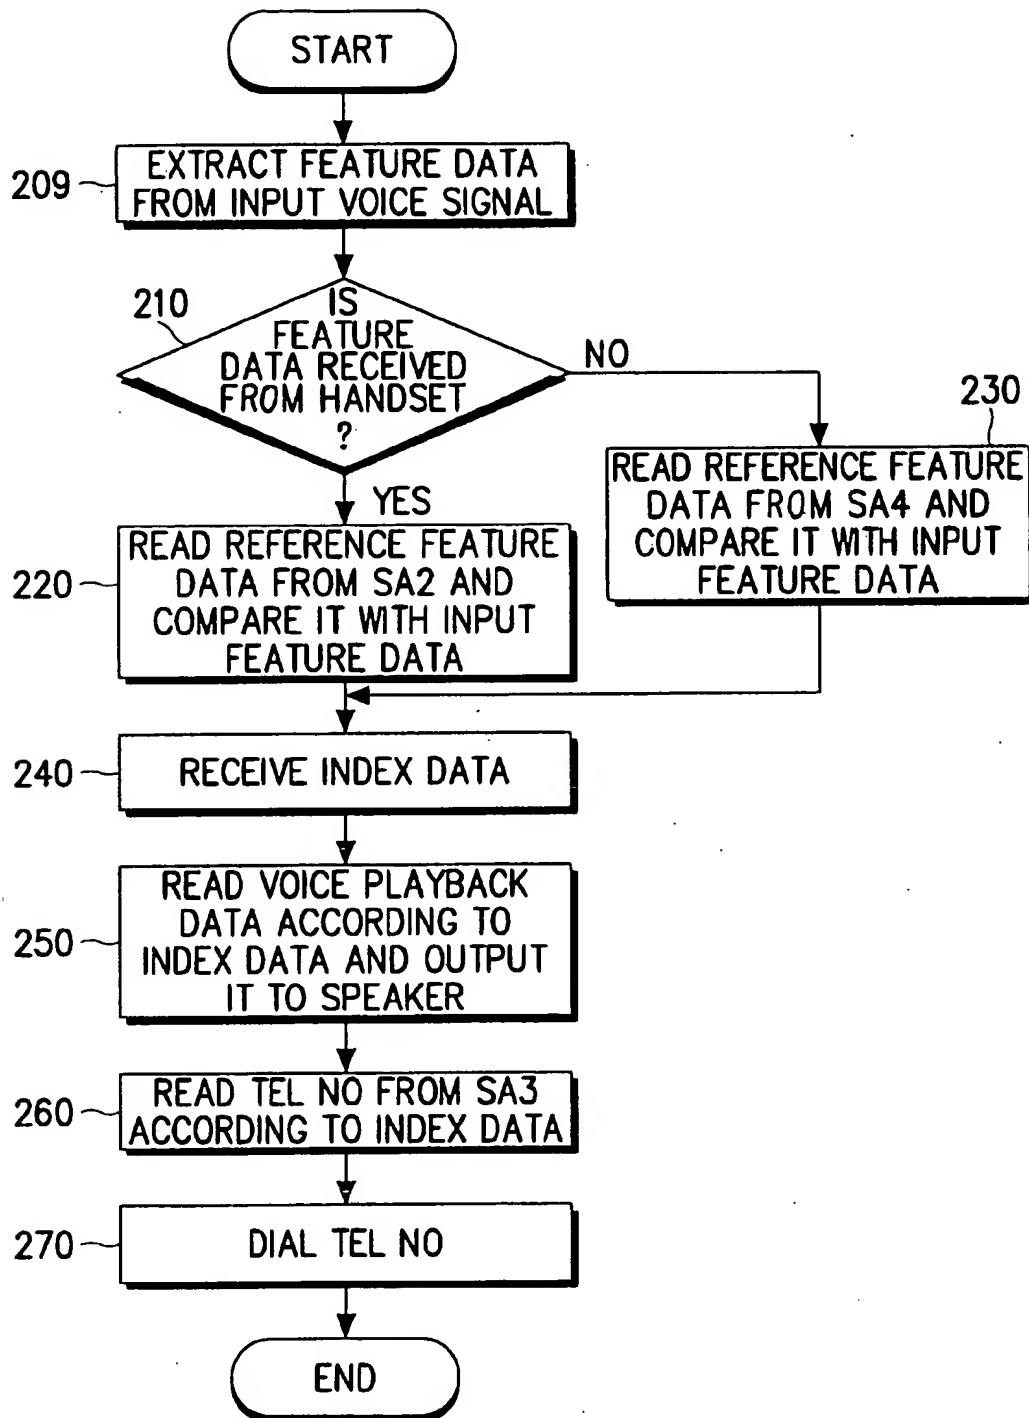 START
209
EXTRACT FEATURE DATA
FROM INPUT VOICE SIGNAL
210
IS
FEATURE
DATA RECEIVED
FROM HANDSET
?
NO
YES
230
READ REFERENCE FEATURE
DATA FROM SA4 AND
COMPARE IT WITH INPUT
FEATURE DATA
220
READ REFERENCE FEATURE
DATA FROM SA2 AND
COMPARE IT WITH INPUT
FEATURE DATA
240
RECEIVE INDEX DATA
250
READ VOICE PLAYBACK
DATA ACCORDING TO
INDEX DATA AND OUTPUT
IT TO SPEAKER
260
READ TEL NO FROM SA3
ACCORDING TO INDEX DATA
270
DIAL TEL NO
END